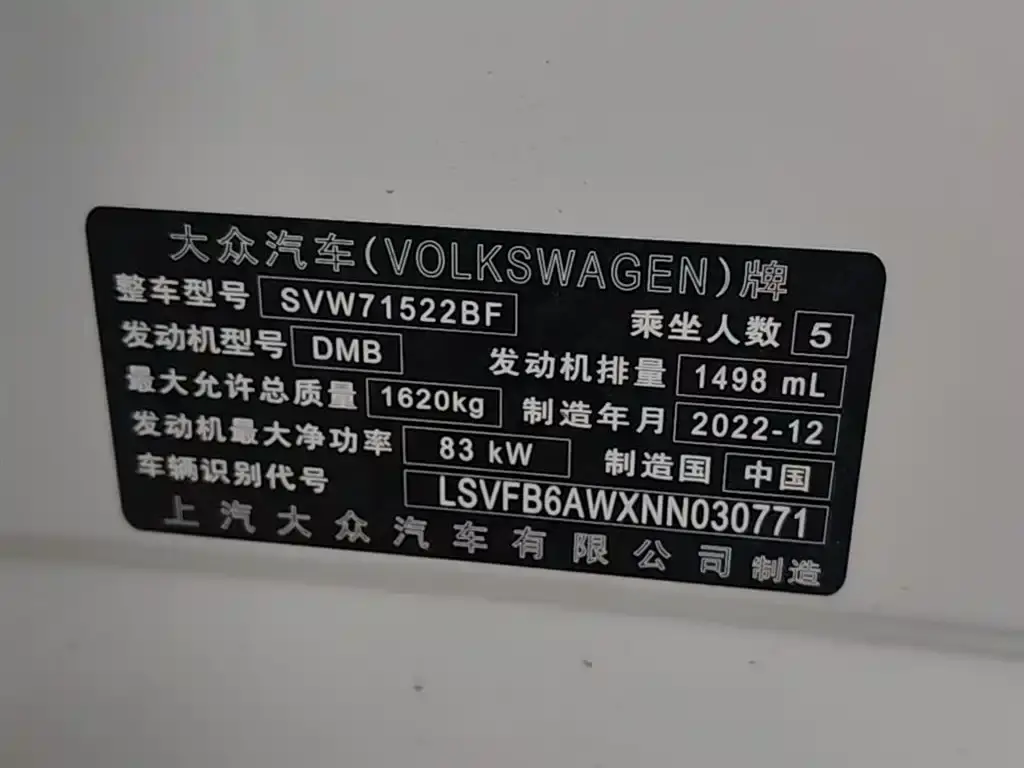 大众汽车(VOLKSWAGEN)牌
整车型号 SVW71522BF 乘坐人数 5
发动机型号 DMB 发动机排量 1498 mL
最大允许总质量 1620kg 制造年月 2022-12
发动机最大净功率 83 kW 制造国 中国
车辆识别代号 LSVFB6AWXNN030771
上汽大众汽车有限公司 制造